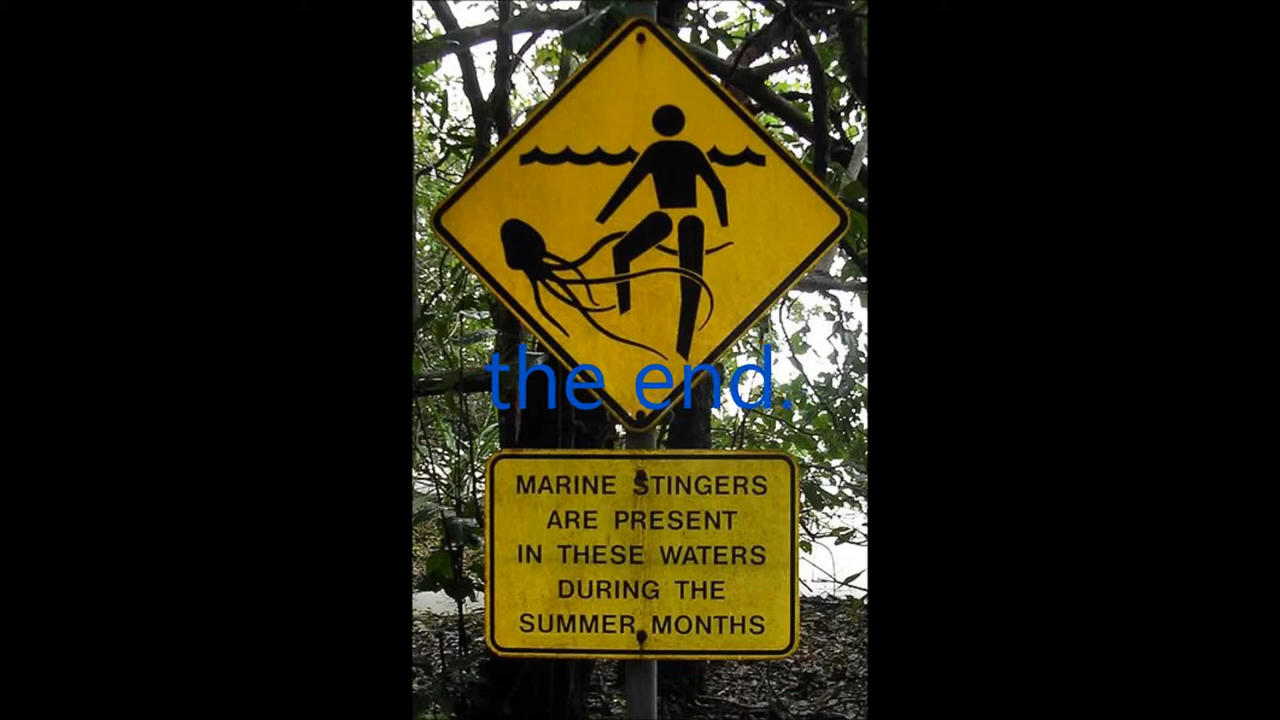 the end.
MARINE STINGERS
ARE PRESENT
IN THESE WATERS
DURING THE
SUMMER MONTHS